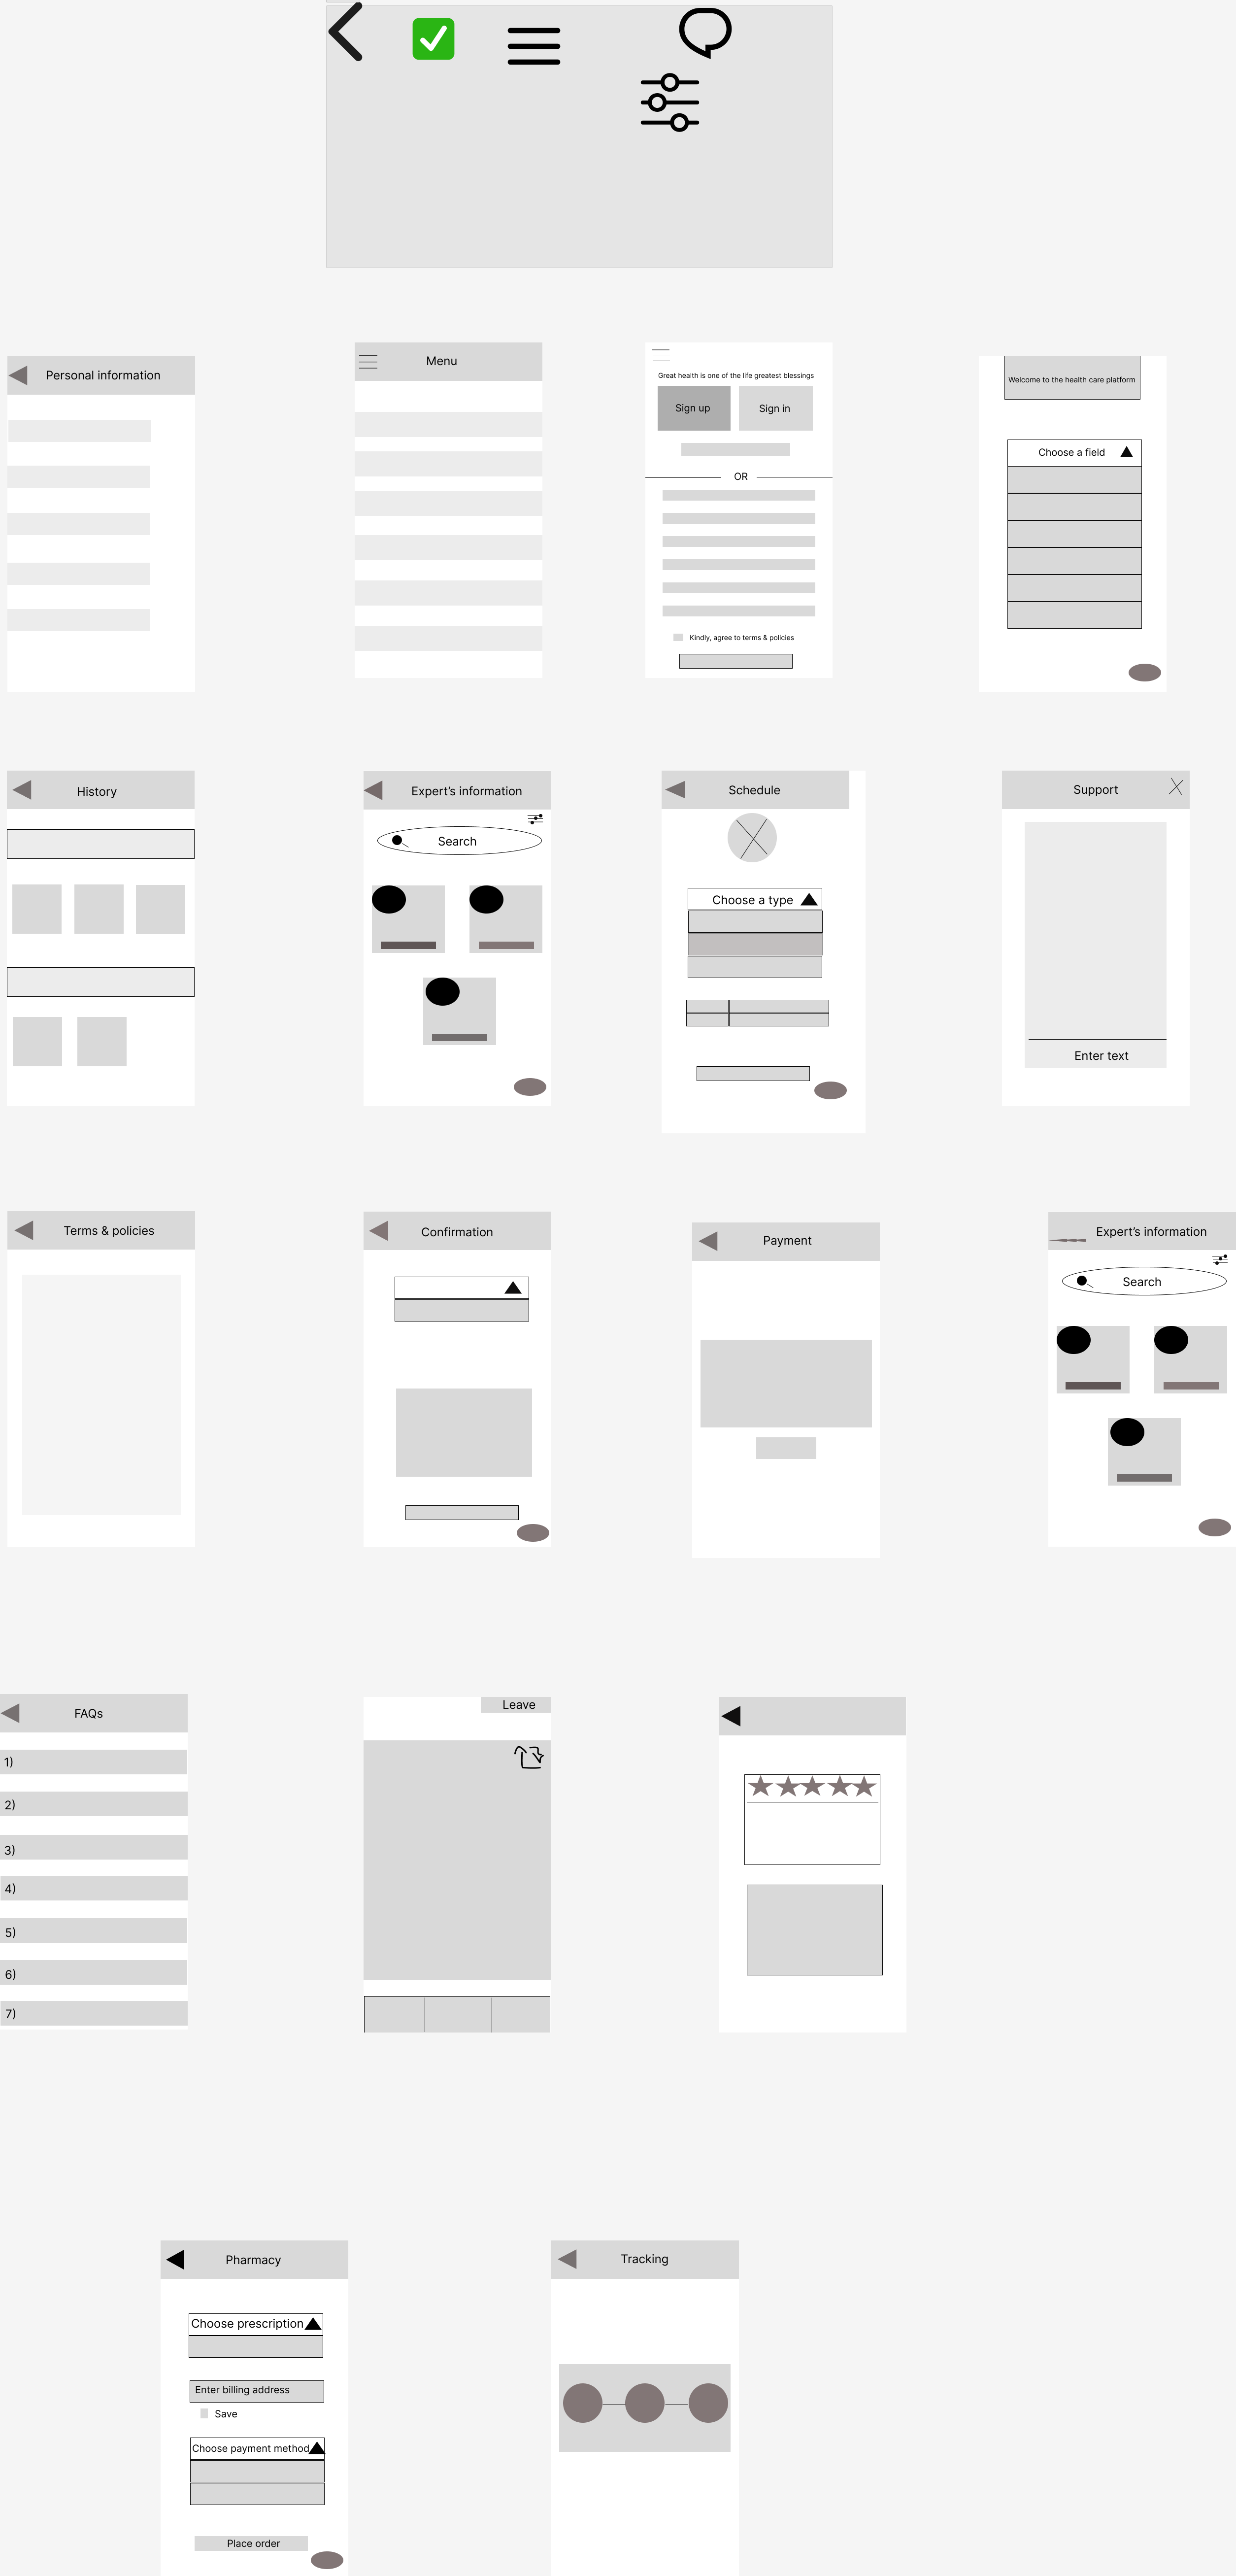 Personal information
Menu
Great health is one of the life greatest blessings
Sign up
Sign in
OR
Kindly, agree to terms & policies
Welcome to the health care platform
Choose a field
History
Expert’s information
Search
Schedule
Choose a type
Support
Enter text
Terms & policies
Confirmation
Payment
Expert’s information
Search
FAQs
1)
2)
3)
4)
5)
6)
7)
Leave
Pharmacy
Choose prescription
Enter billing address
Save
Choose payment method
Place order
Tracking